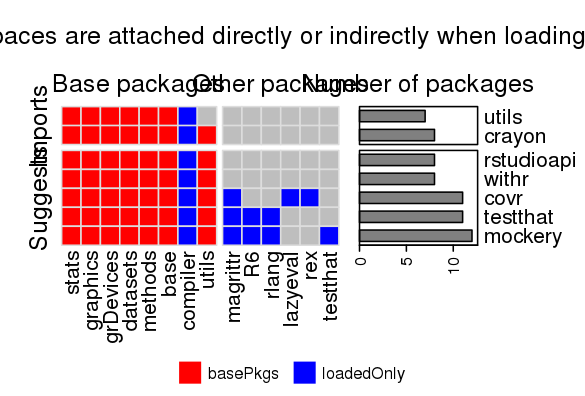 paces are attached directly or indirectly when loading
Base packages
Other packages
Number of packages
Imports
Suggests
utils
crayon
rstudioapi
withr
covr
testthat
mockery
stats
graphics
grDevices
datasets
methods
base
compiler
utils
magrittr
R6
rlang
lazyeval
rex
testthat
0
5
10
basePkgs
loadedOnly